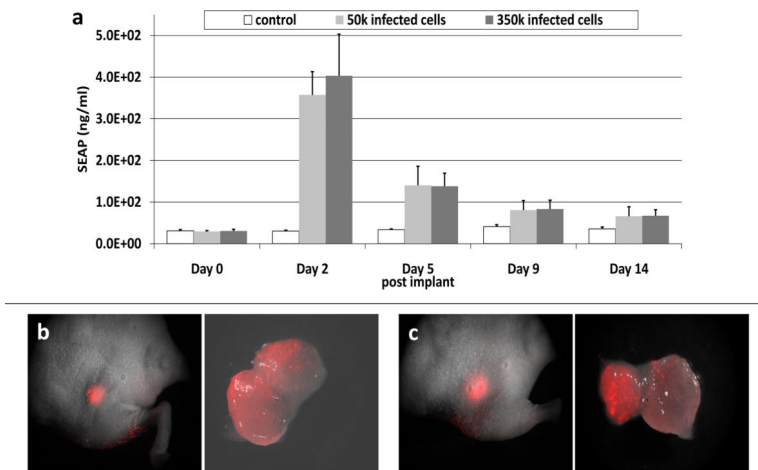 a
control 50k infected cells 350k infected cells
5.0E+02
4.0E+02
3.0E+02
2.0E+02
1.0E+02
0.0E+00
SEAP (ng/ml)
Day 0 Day 2 Day 5 Day 9 Day 14
post implant
b
c